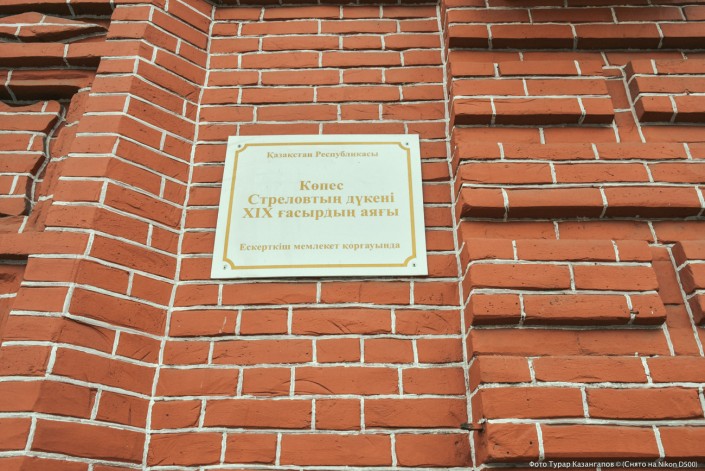 Қазақстан Республикасы
Көпес
Стреловтың дүкені
XIX ғасырдың аяғы
Ескерткіш мемлекет қорғауында
Фото Турар Казангапов © (Снято на Nikon D500)